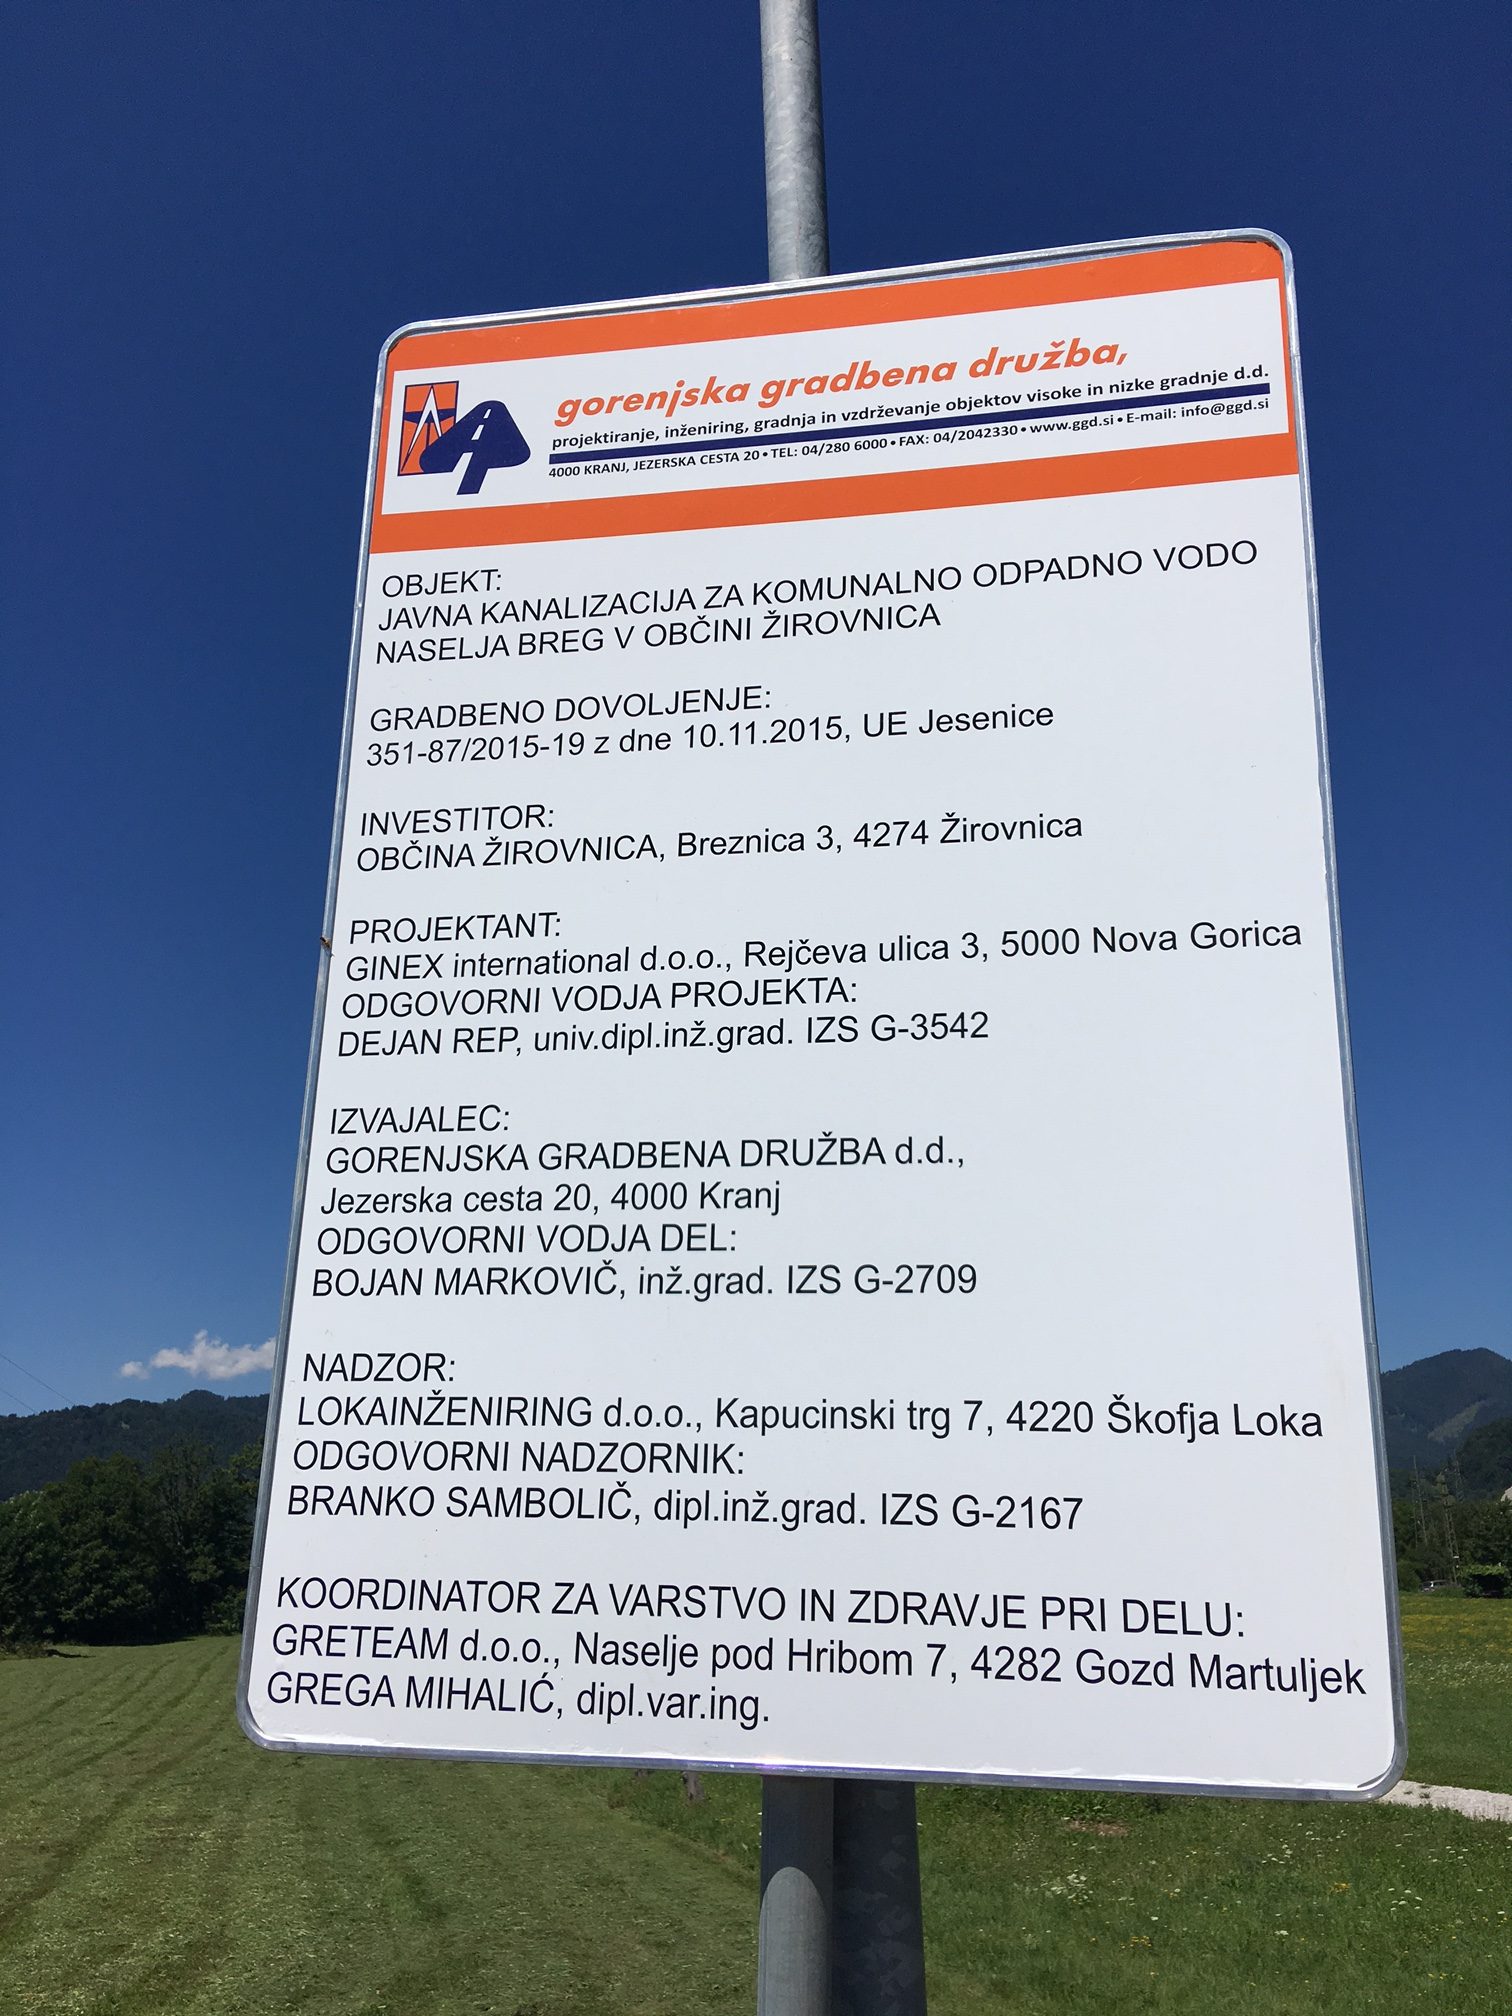 gorenjska gradbena družba,
projektiranje, inženiring, gradnja in vzdrževanje objektov visoke in nizke gradnje d.d.
4000 KRANJ, JEZERSKA CESTA 20 • TEL: 04/280 6000 • FAX: 04/2042330 • www.ggd.si • E-mail: info@ggd.si
OBJEKT:
JAVNA KANALIZACIJA ZA KOMUNALNO ODPADNO VODO
NASELJA BREG V OBČINI ŽIROVNICA
GRADBENO DOVOLJENJE:
351-87/2015-19 z dne 10.11.2015, UE Jesenice
INVESTITOR:
OBČINA ŽIROVNICA, Breznica 3, 4274 Žirovnica
PROJEKTANT:
GINEX international d.o.o., Rejčeva ulica 3, 5000 Nova Gorica
ODGOVORNI VODJA PROJEKTA:
DEJAN REP, univ.dipl.inž.grad. IZS G-3542
IZVAJALEC:
GORENJSKA GRADBENA DRUŽBA d.d.,
Jezerska cesta 20, 4000 Kranj
ODGOVORNI VODJA DEL:
BOJAN MARKOVIČ, inž.grad. IZS G-2709
NADZOR:
LOKAINŽENIRING d.o.o., Kapucinski trg 7, 4220 Škofja Loka
ODGOVORNI NADZORNIK:
BRANKO SAMBOLIČ, dipl.inž.grad. IZS G-2167
KOORDINATOR ZA VARSTVO IN ZDRAVJE PRI DELU:
GRETEAM d.o.o., Naselje pod Hribom 7, 4282 Gozd Martuljek
GREGA MIHALIĆ, dipl.var.ing.